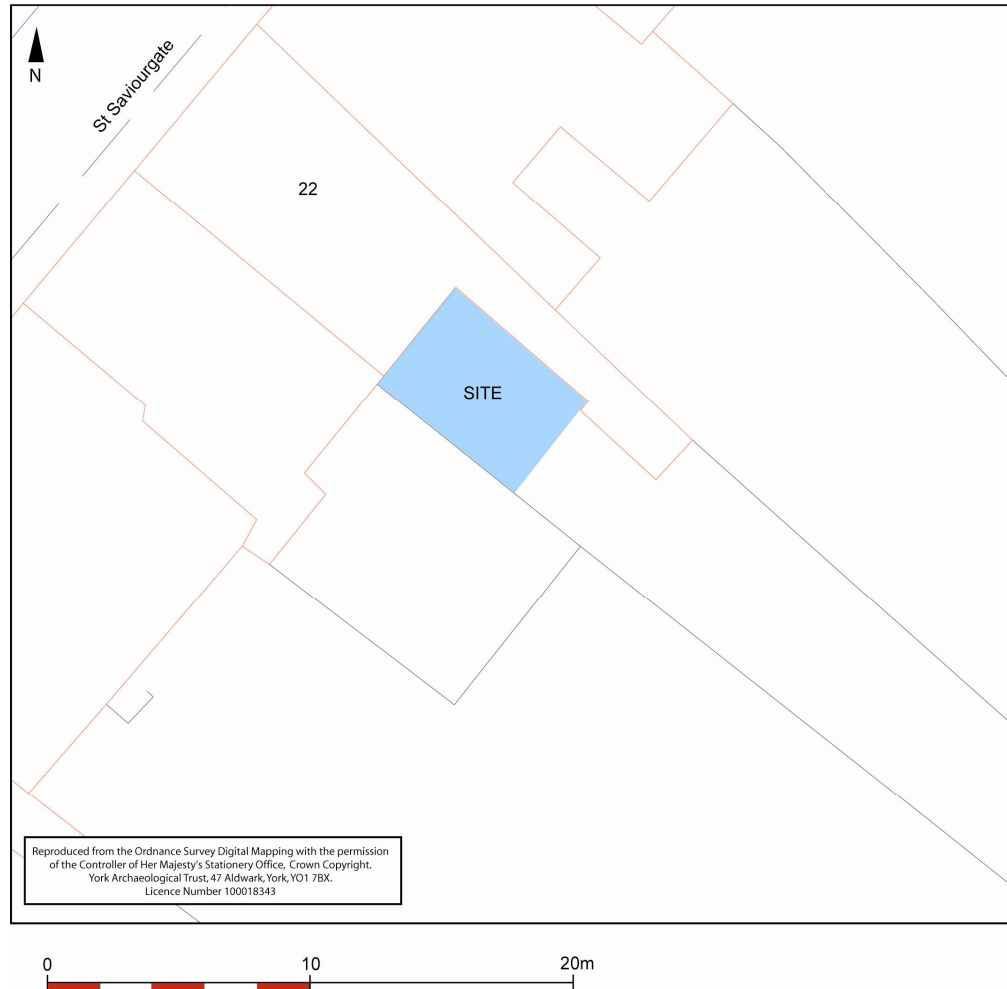 N
St Saviourgate
22
SITE
Reproduced from the Ordnance Survey Digital Mapping with the permission
of the Controller of Her Majesty's Stationery Office, Crown Copyright.
York Archaeological Trust, 47 Aldwark, York, YO1 7BX.
Licence Number 100018343
0 10 20m